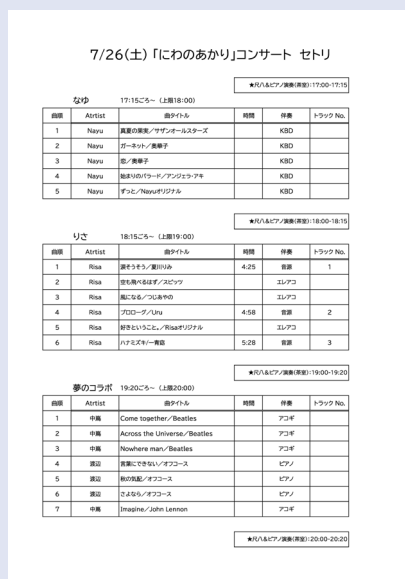 7/26(土) 「にわのあかり」コンサート セトリ
★尺八&ピアノ演奏(茶室):17:00-17:15
なゆ 17:15ごろ~ (上限18:00)
曲順 Atrtist 曲タイトル 時間 伴奏 トラック No.
1 Nayu 真夏の果実/サザンオールスターズ KBD
2 Nayu ガーネット/奥華子 KBD
3 Nayu 恋/奥華子 KBD
4 Nayu 始まりのバラード/アンジェラ・アキ KBD
5 Nayu ずっと/Nayuオリジナル KBD
★尺八&ピアノ演奏(茶室):18:00-18:15
りさ 18:15ごろ~ (上限19:00)
曲順 Atrtist 曲タイトル 時間 伴奏 トラック No.
1 Risa 涙そうそう/夏川りみ 4:25 音源 1
2 Risa 空も飛べるはず/スピッツ エレアコ
3 Risa 風になる/つじあやの エレアコ
4 Risa プロローグ/Uru 4:58 音源 2
5 Risa 好きということ。/Risaオリジナル エレアコ
6 Risa ハナミズキ/一青窈 5:28 音源 3
★尺八&ピアノ演奏(茶室):19:00-19:20
夢のコラボ 19:20ごろ~ (上限20:00)
曲順 Atrtist 曲タイトル 時間 伴奏 トラック No.
1 中嶌 Come together/Beatles アコギ
2 中嶌 Across the Universe/Beatles アコギ
3 中嶌 Nowhere man/Beatles アコギ
4 渡辺 言葉にできない/オフコース ピアノ
5 渡辺 秋の気配/オフコース ピアノ
6 渡辺 さよなら/オフコース ピアノ
7 中嶌 Imagine/John Lennon アコギ
★尺八&ピアノ演奏(茶室):20:00-20:20